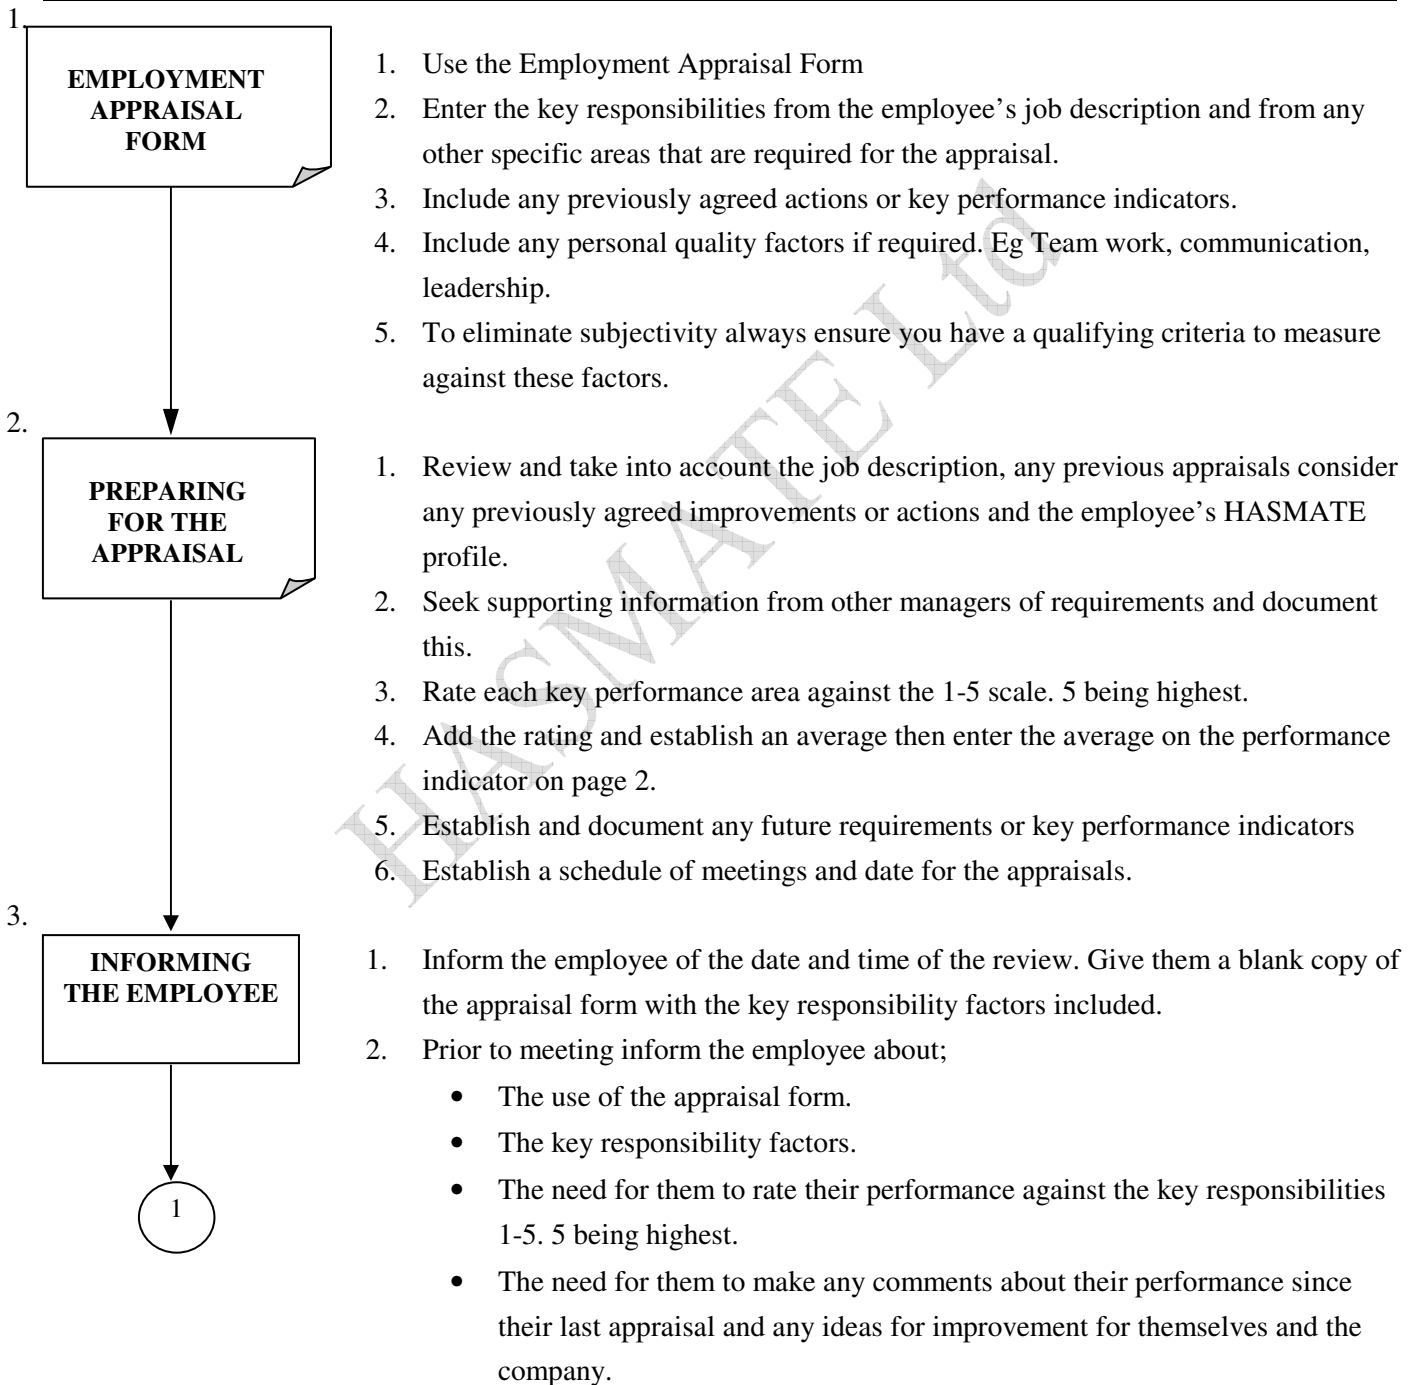 1.
EMPLOYMENT
APPRAISAL
FORM
1. Use the Employment Appraisal Form
2. Enter the key responsibilities from the employee’s job description and from any
other specific areas that are required for the appraisal.
3. Include any previously agreed actions or key performance indicators.
4. Include any personal quality factors if required. Eg Team work, communication,
leadership.
5. To eliminate subjectivity always ensure you have a qualifying criteria to measure
against these factors.
2.
PREPARING
FOR THE
APPRAISAL
1. Review and take into account the job description, any previous appraisals consider
any previously agreed improvements or actions and the employee’s HASMATE
profile.
2. Seek supporting information from other managers of requirements and document
this.
3. Rate each key performance area against the 1-5 scale. 5 being highest.
4. Add the rating and establish an average then enter the average on the performance
indicator on page 2.
5. Establish and document any future requirements or key performance indicators
6. Establish a schedule of meetings and date for the appraisals.
3.
INFORMING
THE EMPLOYEE
1. Inform the employee of the date and time of the review. Give them a blank copy of
the appraisal form with the key responsibility factors included.
2. Prior to meeting inform the employee about;
• The use of the appraisal form.
• The key responsibility factors.
• The need for them to rate their performance against the key responsibilities
1-5. 5 being highest.
• The need for them to make any comments about their performance since
their last appraisal and any ideas for improvement for themselves and the
company.
1
HASMATE Ltd